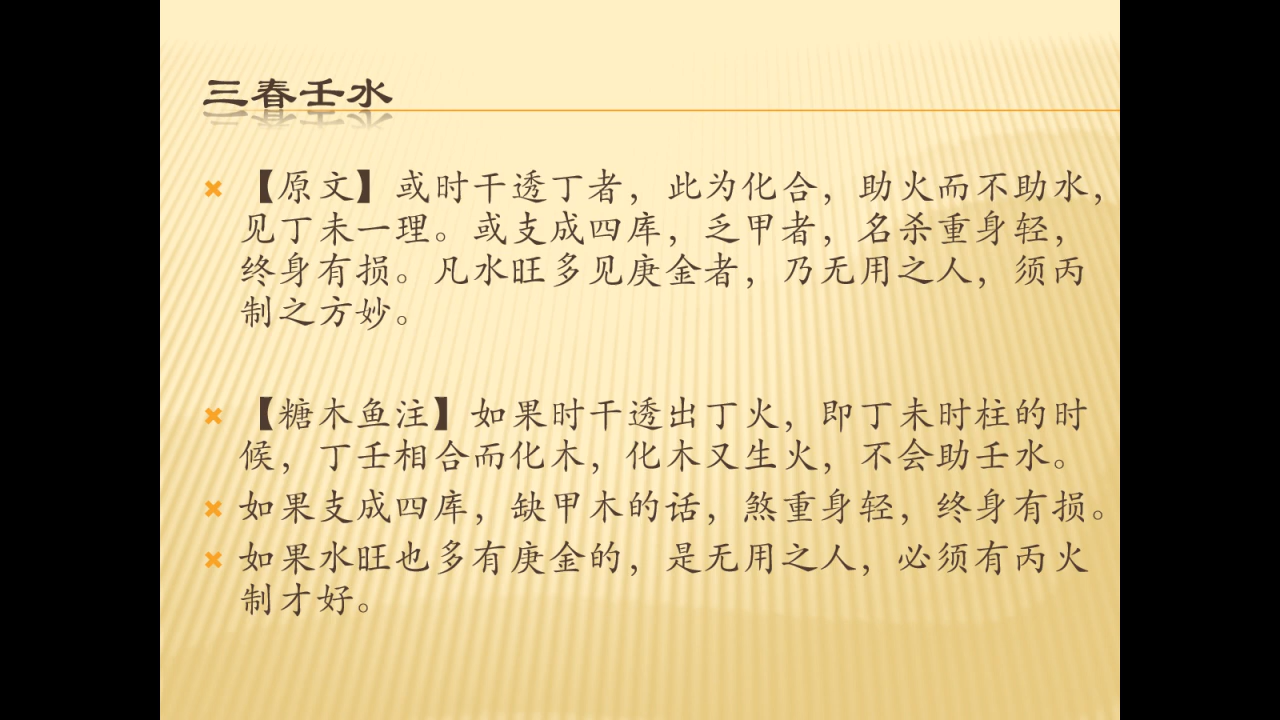 三春壬水
【原文】或时干透丁者，此为化合，助火而不助水，
见丁未一理。或支成四库，乏甲者，名杀重身轻，
终身有损。凡水旺多见庚金者，乃无用之人，须丙
制之方妙。
【糖木鱼注】如果时干透出丁火，即丁未时柱的时
候，丁壬相合而化木，化木又生火，不会助壬水。
如果支成四库，缺甲木的话，煞重身轻，终身有损。
如果水旺也多有庚金的，是无用之人，必须有丙火
制才好。